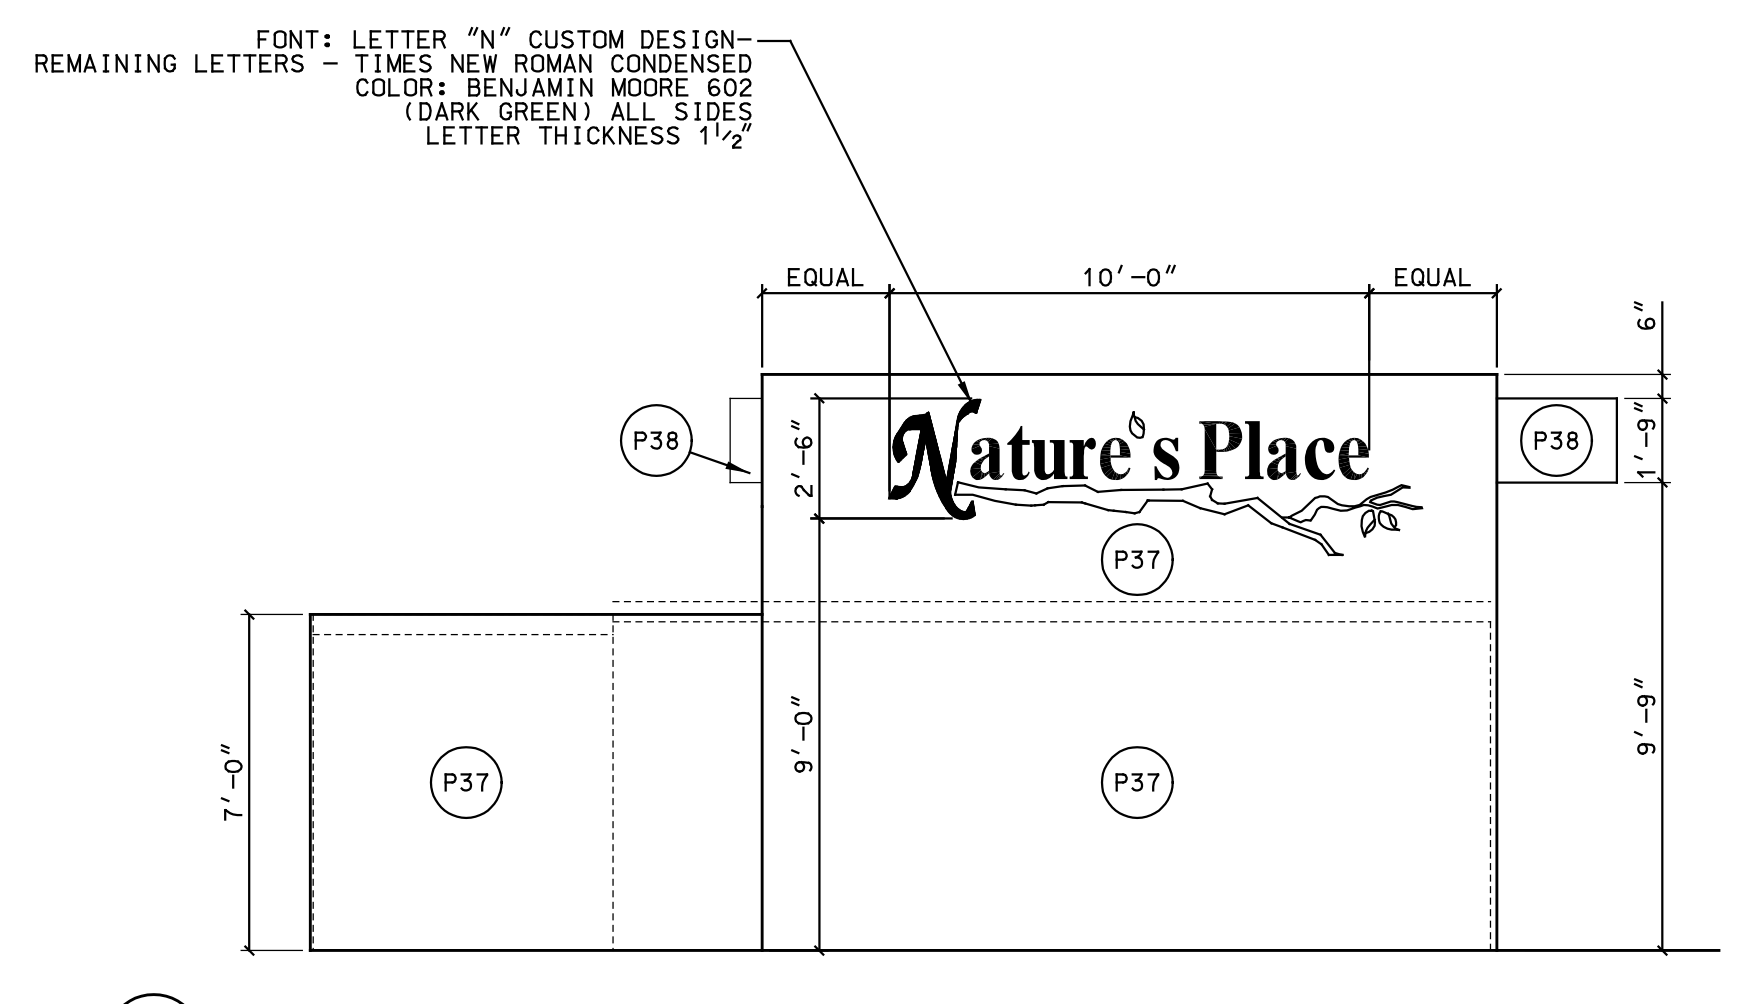 FONT: LETTER "N" CUSTOM DESIGN-
REMAINING LETTERS - TIMES NEW ROMAN CONDENSED
COLOR: BENJAMIN MOORE 602
(DARK GREEN) ALL SIDES
LETTER THICKNESS 1 1/2"
EQUAL
10'-0"
EQUAL
6"
P38
2'-6"
Nature's Place
1'-9"
P38
P37
7'-0"
P37
9'-0"
P37
9'-9"